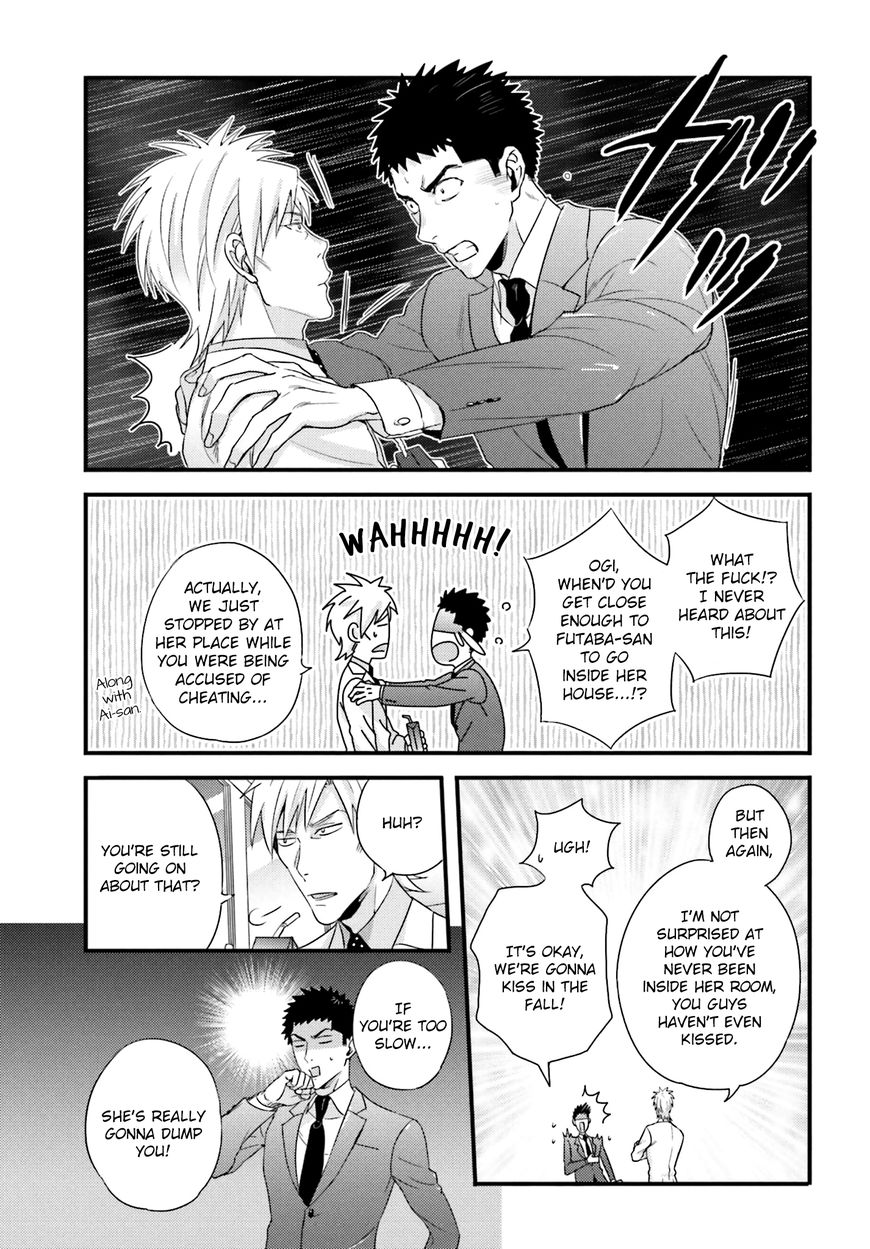 ガッ
WHAT
THE FUCK!?
I NEVER
HEARD ABOUT
THIS!
OGI,
WHEN'D YOU
GET CLOSE
ENOUGH TO
FUTABA-SAN
TO GO
INSIDE HER
HOUSE...!?
WAHHHHH!
ACTUALLY,
WE JUST
STOPPED BY AT
HER PLACE WHILE
YOU WERE BEING
ACCUSED OF
CHEATING...
Along
with
Ai-san.
BUT
THEN
AGAIN,
I'M NOT
SURPRISED AT
HOW YOU'VE
NEVER BEEN
INSIDE HER ROOM,
YOU GUYS
HAVEN'T EVEN
KISSED.
UGH!
IT'S OKAY,
WE'RE GONNA
KISS IN THE
FALL!
HUH?
YOU'RE STILL
GOING ON
ABOUT THAT?
IF
YOU'RE TOO
SLOW...
SHE'S REALLY
GONNA DUMP
YOU!